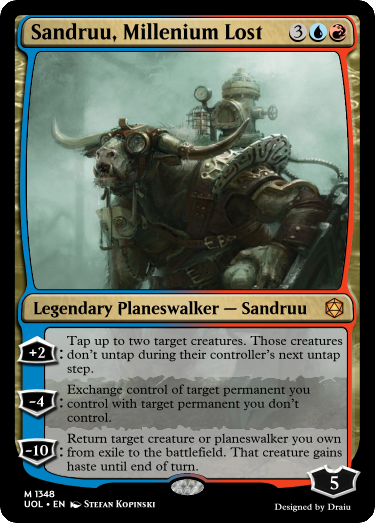 Sandruu, Millenium Lost 3
Legendary Planeswalker — Sandruu
+2: Tap up to two target creatures. Those creatures
don't untap during their controller's next untap
step.
-4: Exchange control of target permanent you
control with target permanent you don't
control.
-10: Return target creature or planeswalker you own
from exile to the battlefield. That creature gains
haste until end of turn.
5
M 1348
UOL • EN Stefan Kopinski
Designed by Draiu